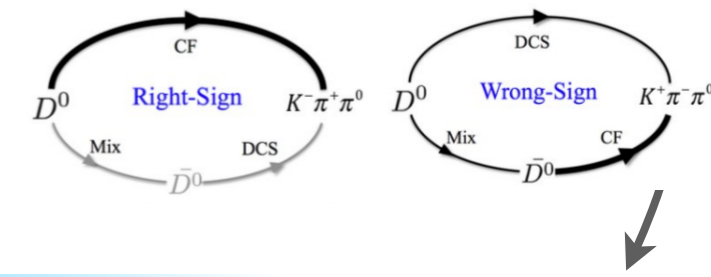 CF
D⁰ Right-Sign K⁻π⁺π⁰
Mix DCS
D̄⁰
DCS
D⁰ Wrong-Sign K⁺π⁻π⁰
Mix CF
D̄⁰